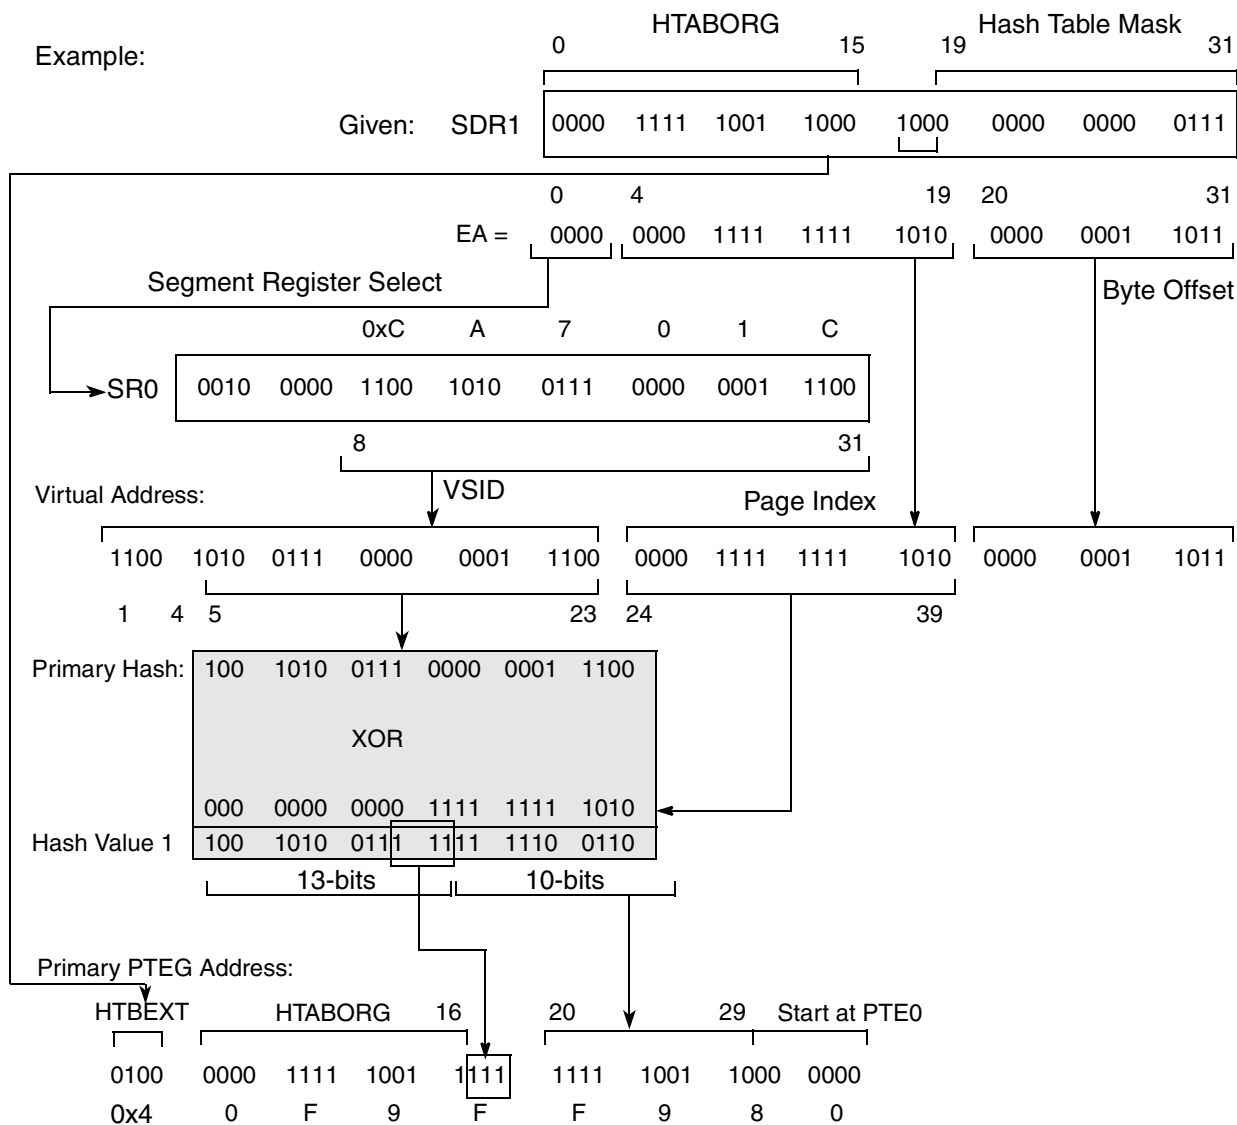 HTABORG Hash Table Mask
Example: 0 15 19 31
Given: SDR1 0000 1111 1001 1000 1000 0000 0000 0111
0 4 19 20 31
EA = 0000 0000 1111 1111 1010 0000 0001 1011
Segment Register Select Byte Offset
0xC A 7 0 1 C
SR0 0010 0000 1100 1010 0111 0000 0001 1100
8 31
Virtual Address: VSID Page Index
1100 1010 0111 0000 0001 1100 0000 1111 1111 1010 0000 0001 1011
1 4 5 23 24 39
Primary Hash: 100 1010 0111 0000 0001 1100
XOR
000 0000 0000 1111 1111 1010
Hash Value 1 100 1010 0111 1111 1110 0110
13-bits 10-bits
Primary PTEG Address:
HTBEXT HTABORG 16 20 29 Start at PTE0
0100 0000 1111 1001 1111 1111 1001 1000 0000
0x4 0 F 9 F F 9 8 0